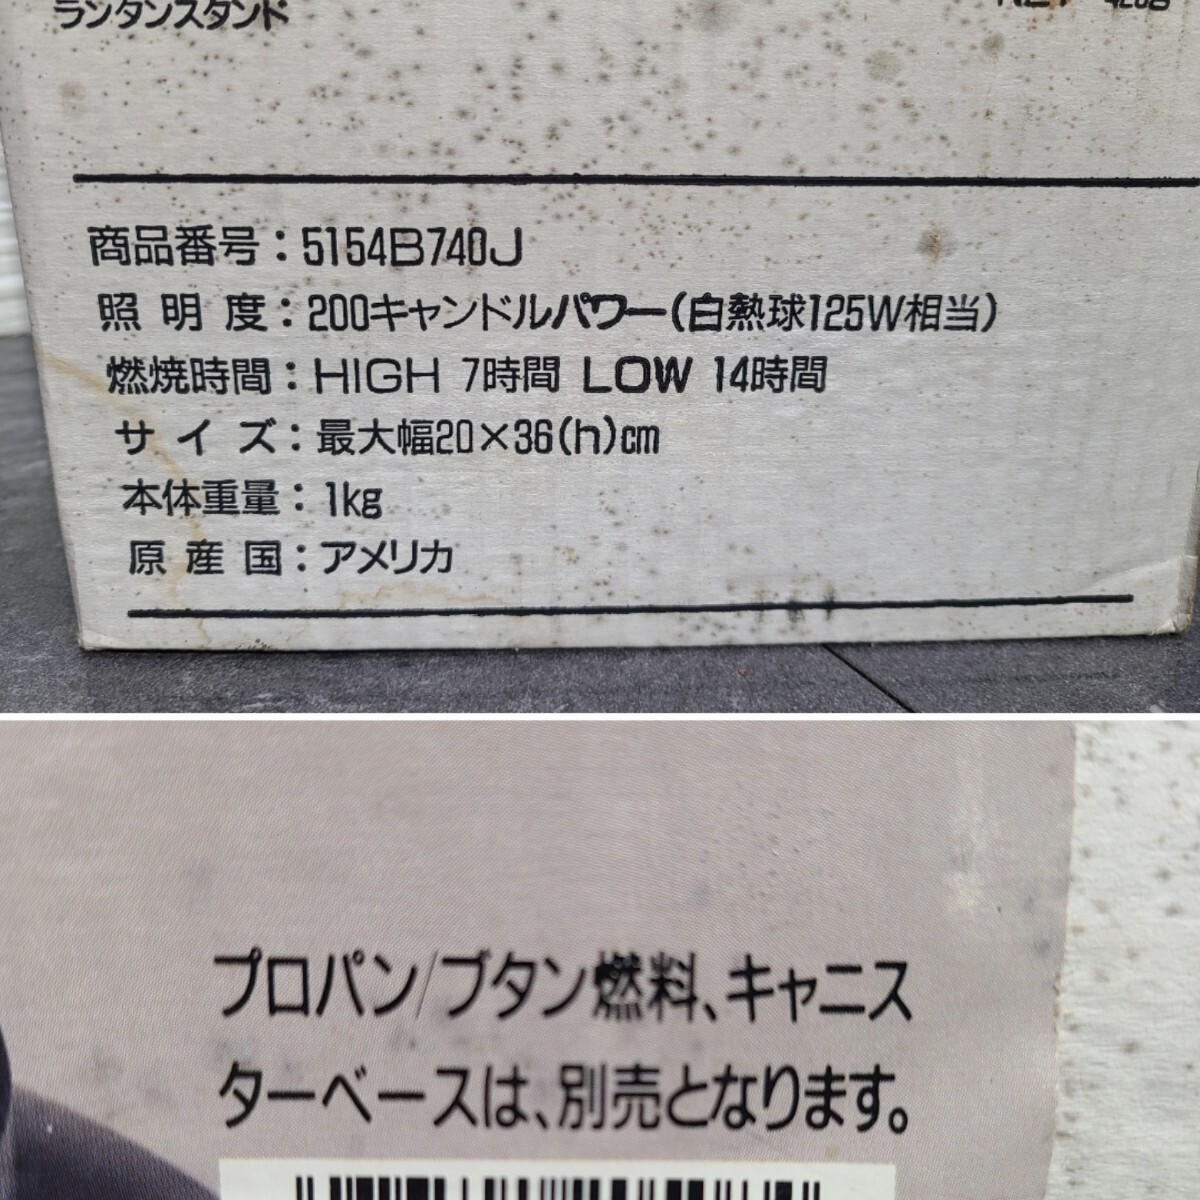 ランタンスタンド
商品番号：5154B740J
照明度：200キャンドルパワー（白熱球125W相当）
燃焼時間：HIGH 7時間 LOW 14時間
サイズ：最大幅20×36(h)cm
本体重量：1kg
原産国：アメリカ
プロパン/ブタン燃料、キャニス
ターベースは、別売となります。